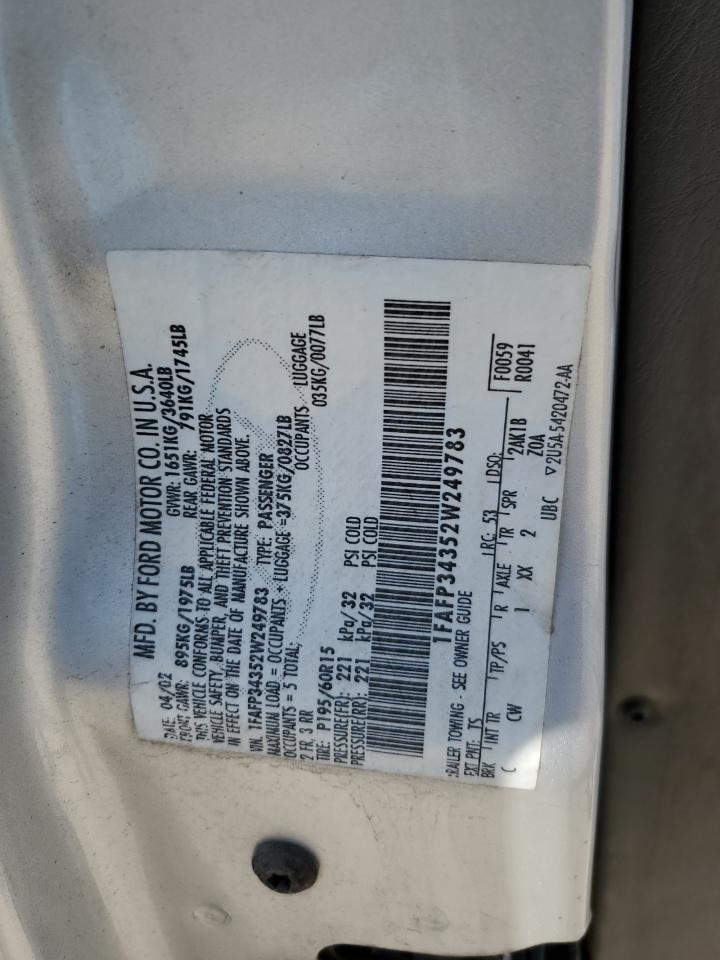 MFD. BY FORD MOTOR CO. IN U.S.A.
DATE: 04/02 GVWR: 1651KG/3640LB
FRONT GAWR: 895KG/1975LB REAR GAWR: 791KG/1745LB
THIS VEHICLE CONFORMS TO ALL APPLICABLE FEDERAL MOTOR
VEHICLE SAFETY, BUMPER, AND THEFT PREVENTION STANDARDS
IN EFFECT ON THE DATE OF MANUFACTURE SHOWN ABOVE.
VIN: 1FAFP34352W249783 TYPE: PASSENGER
MAXIMUM LOAD = OCCUPANTS + LUGGAGE =375KG/0827LB
OCCUPANTS = 5 TOTAL; OCCUPANTS LUGGAGE
2 FR, 3 RR 035KG/0077LB
TIRE: P195/60R15
PRESSURE(FR): 221 kPa/ 32 PSI COLD
PRESSURE(RR): 221 kPa/ 32 PSI COLD
1FAFP34352W249783
TRAILER TOWING - SEE OWNER GUIDE
EXT PNT: TS RC: 53 DSO: F0059
BRK INT TR TP/PS R AXLE TR SPR 2AK1B R0041
C CW 1 XX 2 ZOA
UBC ▽2U5A-5420472-AA